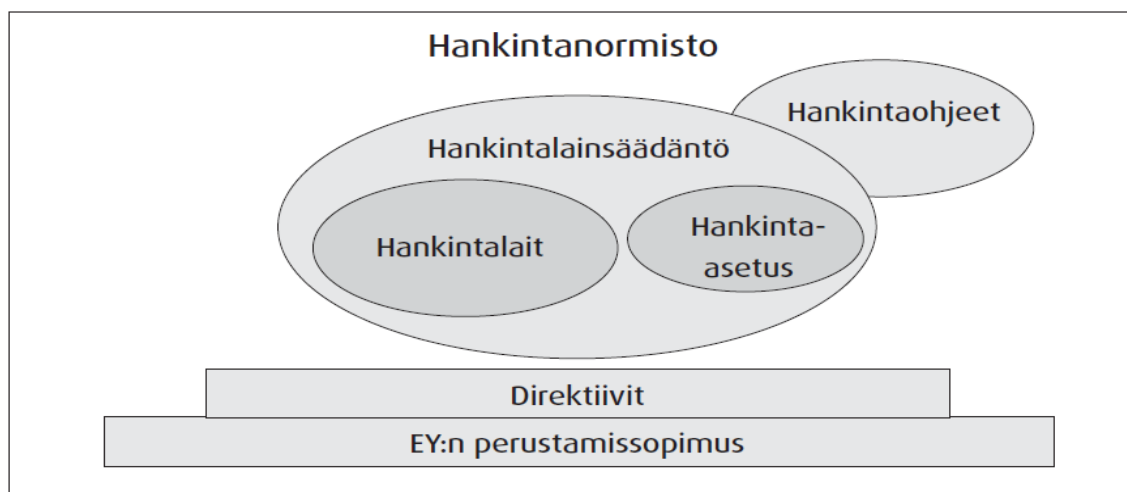 Hankintanormisto
Hankintaohjeet
Hankintalainsäädäntö
Hankintalait
Hankinta-
asetus
Direktiivit
EY:n perustamissopimus